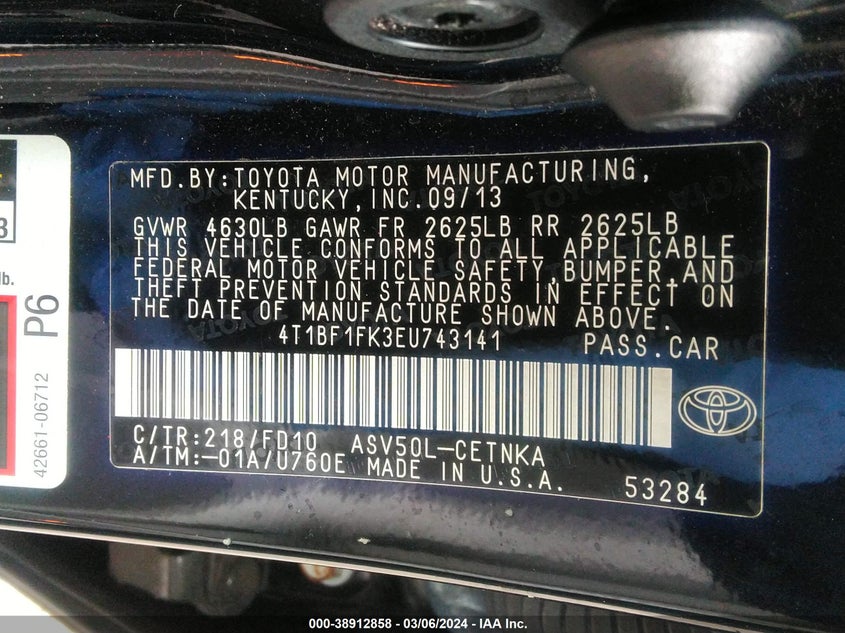 MFD.BY:TOYOTA MOTOR MANUFACTURING,
KENTUCKY,INC.09/13
GVWR 4630LB GAWR FR 2625LB RR 2625LB
THIS VEHICLE CONFORMS TO ALL APPLICABLE
FEDERAL MOTOR VEHICLE SAFETY,BUMPER,AND
THEFT PREVENTION STANDARDS IN EFFECT ON
THE DATE OF MANUFACTURE SHOWN ABOVE.
4T1BF1FK3EU743141 PASS.CAR
C/TR:218/FD10 ASV50L-CETNKA
A/TM:-01A/U760E MADE IN U.S.A.
53284
lb.
P6
42661-06712
000-38912858 - 03/06/2024 - IAA Inc.